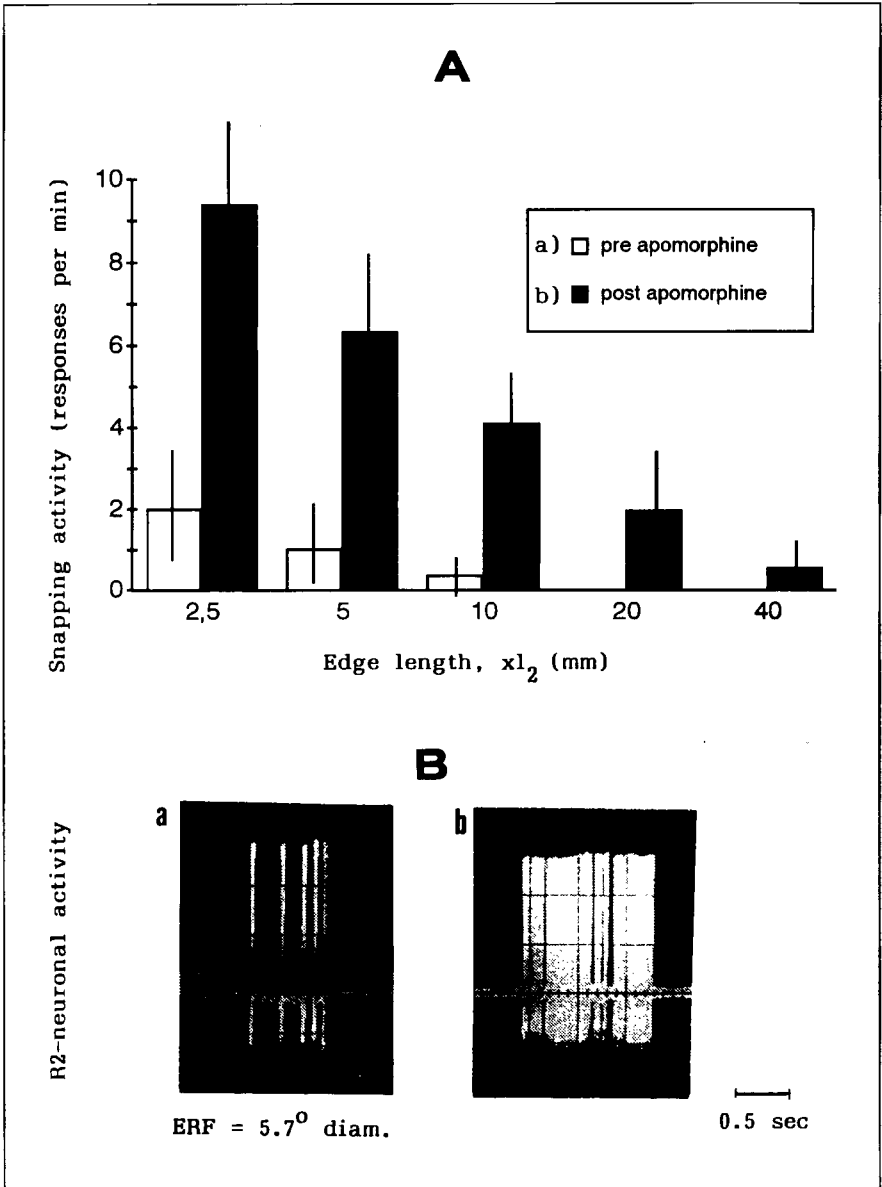 A
Snapping activity (responses per min)
10
8
6
4
2
0
a) pre apomorphine
b) post apomorphine
2,5 5 10 20 40
Edge length, xl2 (mm)
B
R2-neuronal activity
a
b
ERF = 5.7° diam.
0.5 sec